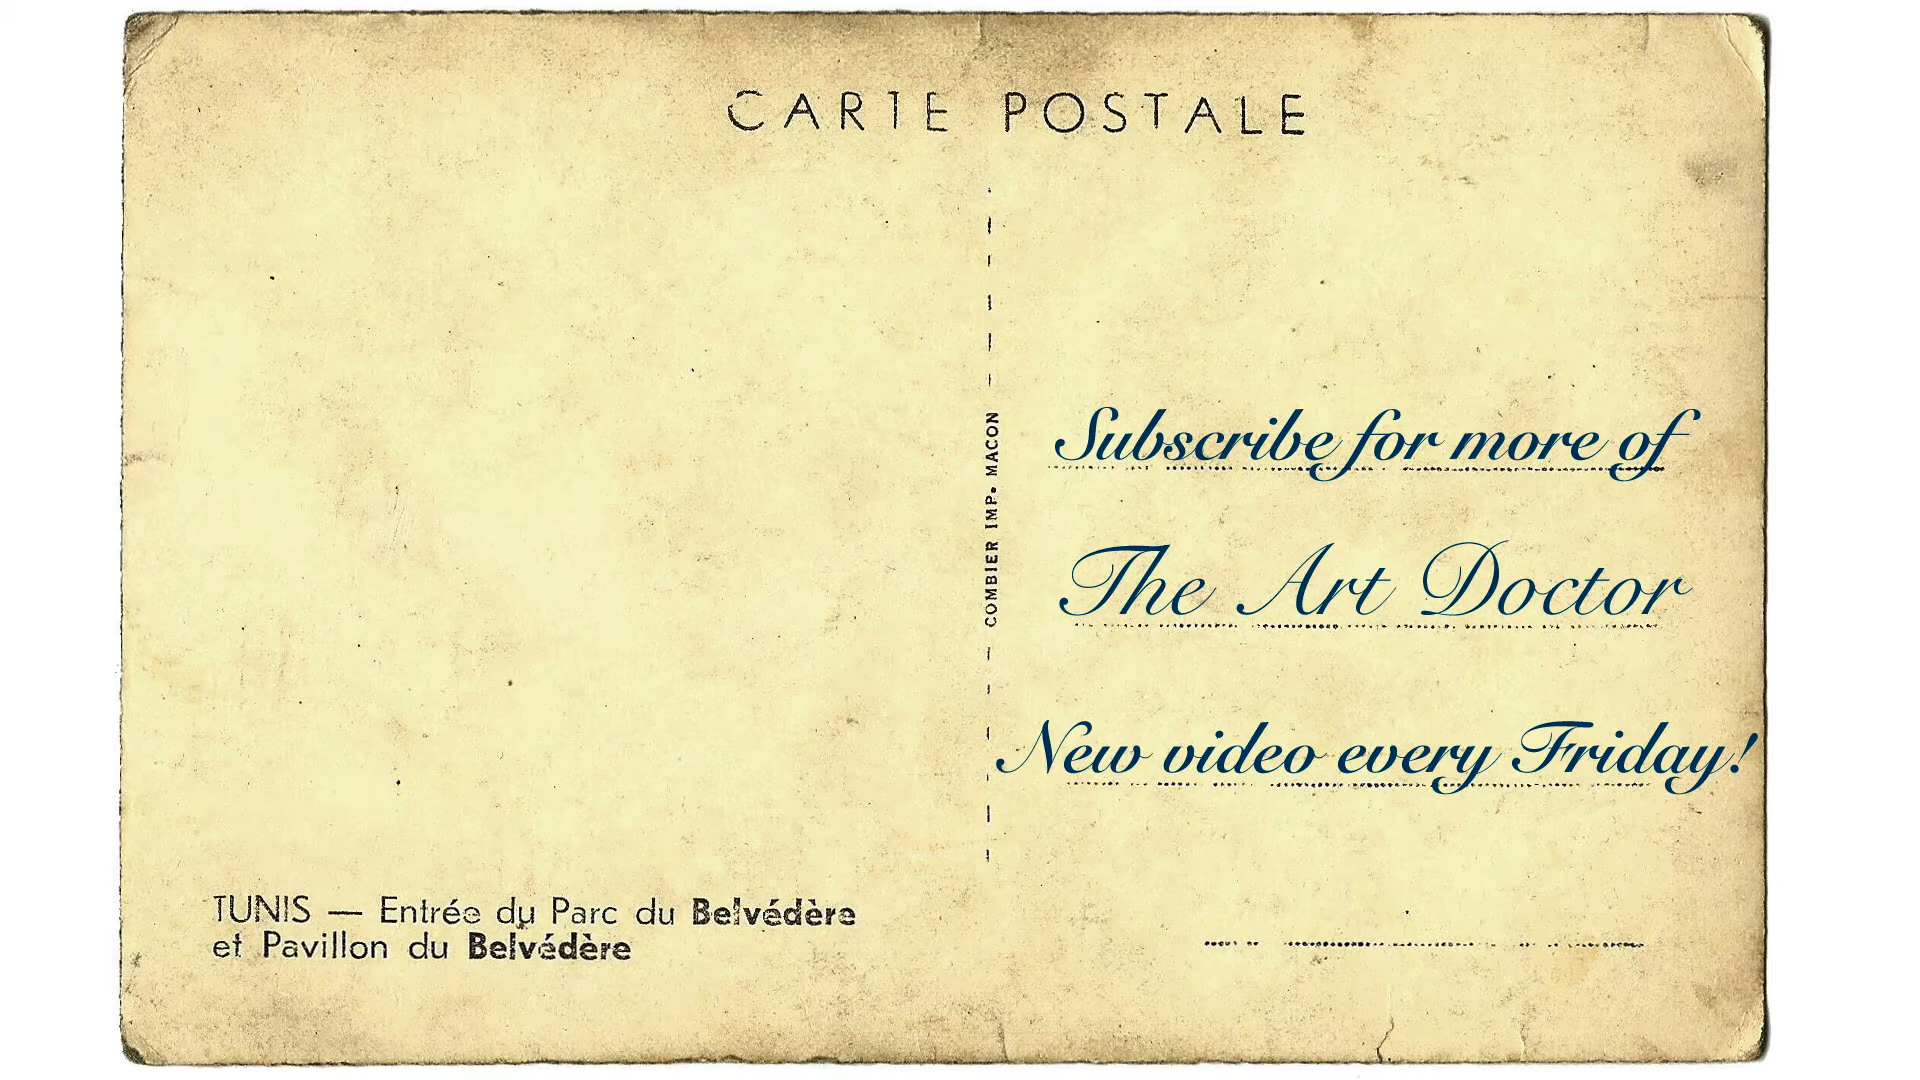 CARTE POSTALE
COMBIER IMP. MACON
Subscribe for more of
The Art Doctor
New video every Friday!
TUNIS — Entrée du Parc du Belvédère
et Pavillon du Belvédère